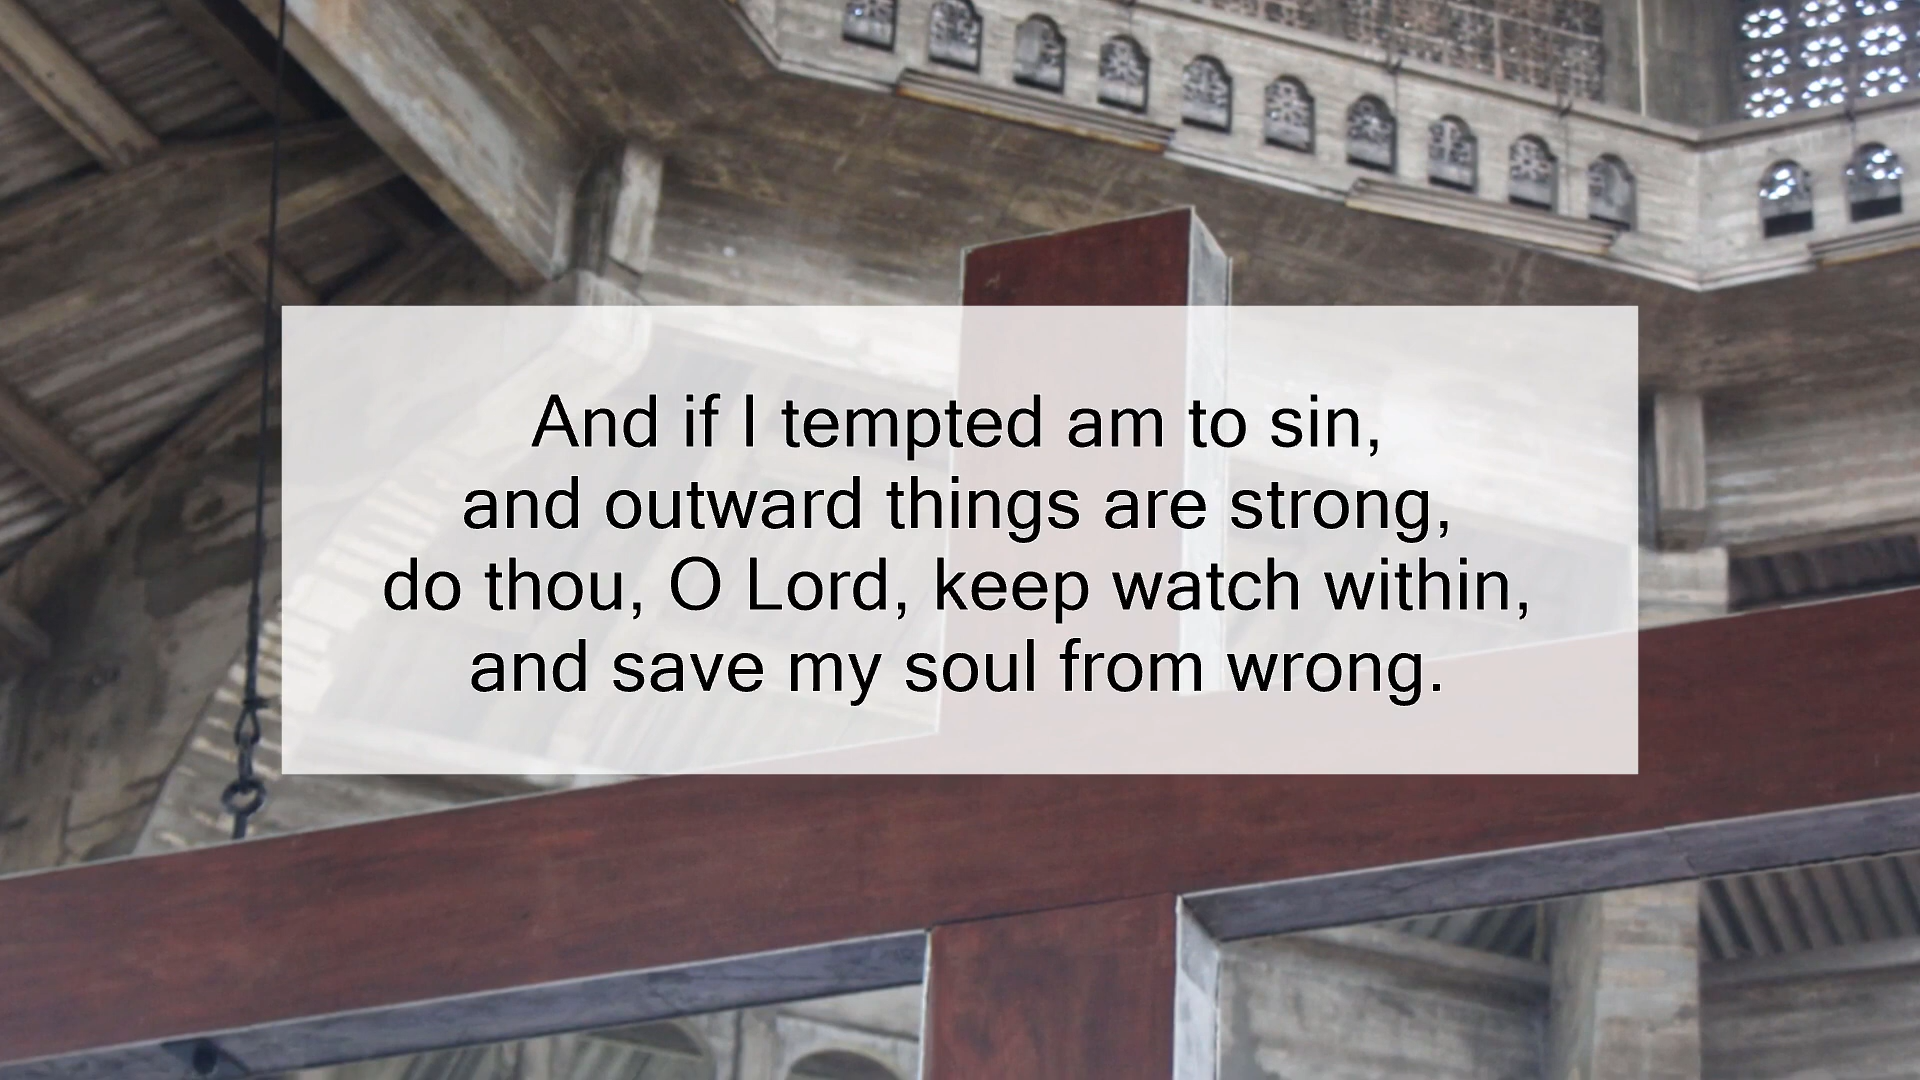 And if I tempted am to sin,
and outward things are strong,
do thou, O Lord, keep watch within,
and save my soul from wrong.